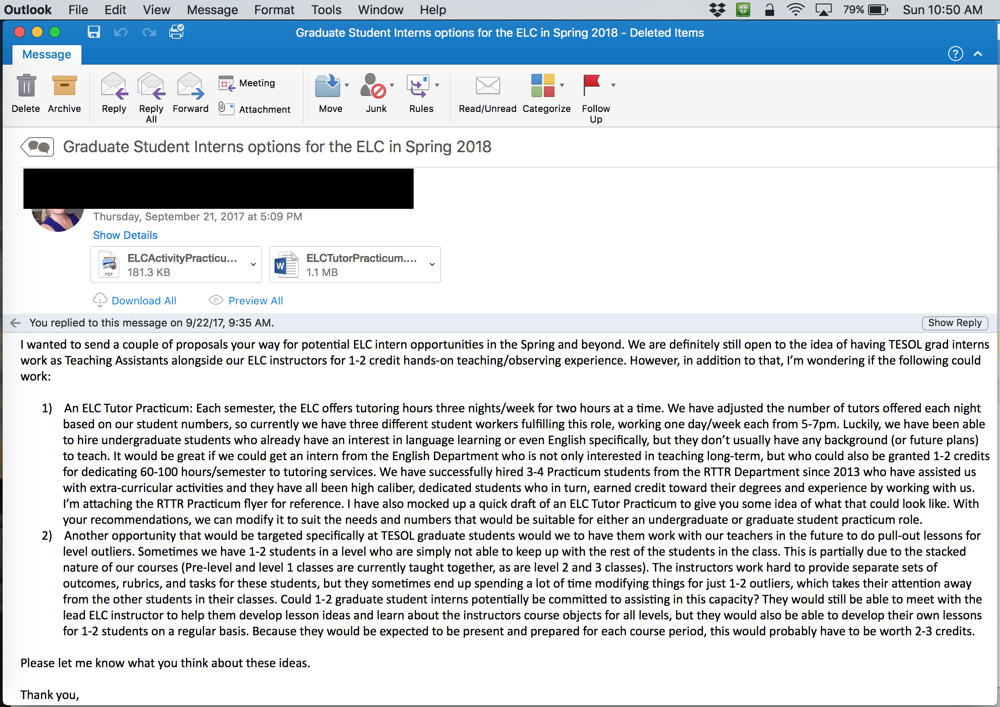 Outlook File Edit View Message Format Tools Window Help 79% Sun 10:50 AM
Graduate Student Interns options for the ELC in Spring 2018 - Deleted Items
Message
?
Delete Archive Reply Reply All Forward Meeting Attachment Move Junk Rules Read/Unread Categorize Follow Up
Graduate Student Interns options for the ELC in Spring 2018
Thursday, September 21, 2017 at 5:09 PM
Show Details
ELCActivityPracticu... ELCTutorPracticum....
PDF 181.3 KB W 1.1 MB
Download All Preview All
You replied to this message on 9/22/17, 9:35 AM. Show Reply
I wanted to send a couple of proposals your way for potential ELC intern opportunities in the Spring and beyond. We are definitely still open to the idea of having TESOL grad interns
work as Teaching Assistants alongside our ELC instructors for 1-2 credit hands-on teaching/observing experience. However, in addition to that, I'm wondering if the following could
work:
1) An ELC Tutor Practicum: Each semester, the ELC offers tutoring hours three nights/week for two hours at a time. We have adjusted the number of tutors offered each night
based on our student numbers, so currently we have three different student workers fulfilling this role, working one day/week each from 5-7pm. Luckily, we have been able
to hire undergraduate students who already have an interest in language learning or even English specifically, but they don't usually have any background (or future plans)
to teach. It would be great if we could get an intern from the English Department who is not only interested in teaching long-term, but who could also be granted 1-2 credits
for dedicating 60-100 hours/semester to tutoring services. We have successfully hired 3-4 Practicum students from the RTTR Department since 2013 who have assisted us
with extra-curricular activities and they have all been high caliber, dedicated students who in turn, earned credit toward their degrees and experience by working with us.
I'm attaching the RTTR Practicum flyer for reference. I have also mocked up a quick draft of an ELC Tutor Practicum to give you some idea of what that could look like. With
your recommendations, we can modify it to suit the needs and numbers that would be suitable for either an undergraduate or graduate student practicum role.
2) Another opportunity that would be targeted specifically at TESOL graduate students would we to have them work with our teachers in the future to do pull-out lessons for
level outliers. Sometimes we have 1-2 students in a level who are simply not able to keep up with the rest of the students in the class. This is partially due to the stacked
nature of our courses (Pre-level and level 1 classes are currently taught together, as are level 2 and 3 classes). The instructors work hard to provide separate sets of
outcomes, rubrics, and tasks for these students, but they sometimes end up spending a lot of time modifying things for just 1-2 outliers, which takes their attention away
from the other students in their classes. Could 1-2 graduate student interns potentially be committed to assisting in this capacity? They would still be able to meet with the
lead ELC instructor to help them develop lesson ideas and learn about the instructors course objects for all levels, but they would also be able to develop their own lessons
for 1-2 students on a regular basis. Because they would be expected to be present and prepared for each course period, this would probably have to be worth 2-3 credits.
Please let me know what you think about these ideas.
Thank you,